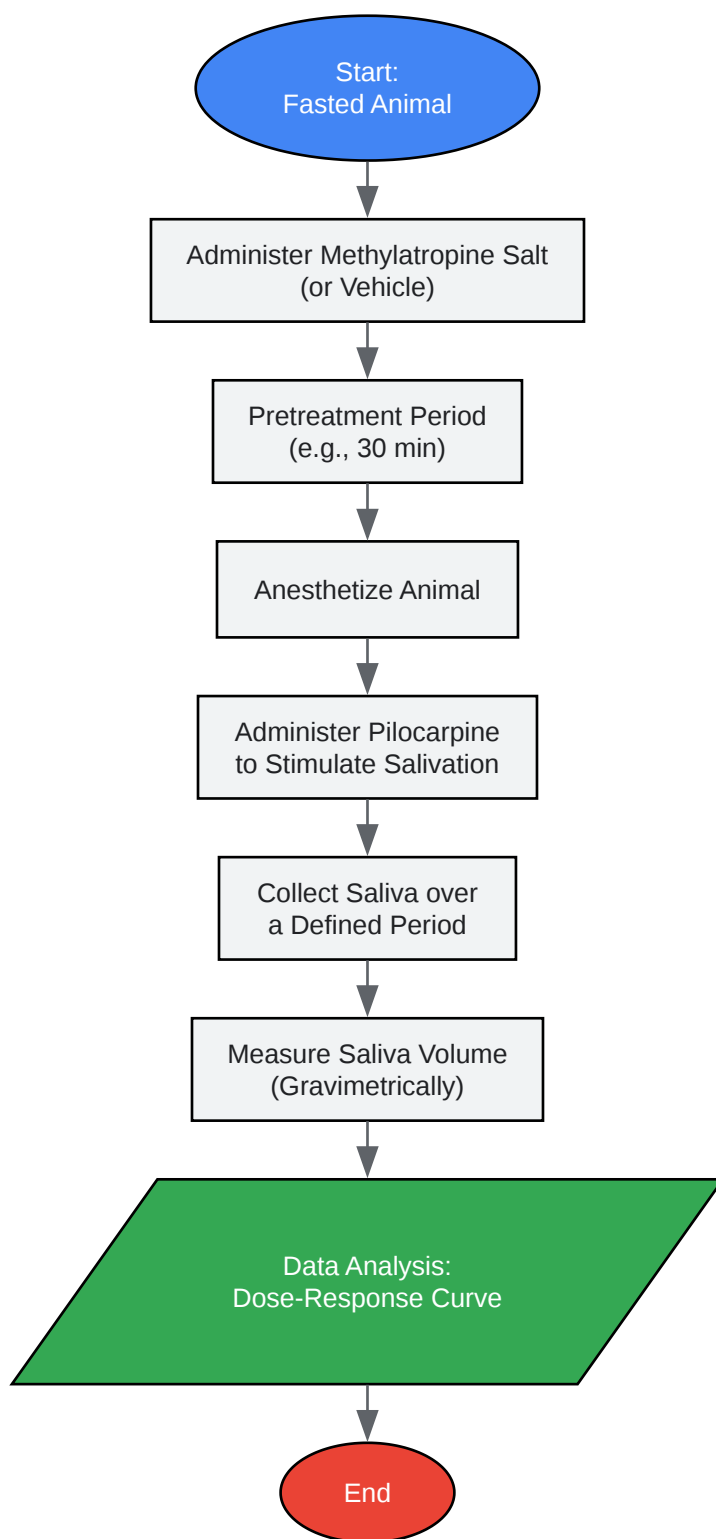 Start:
Fasted Animal
Administer Methylatropine Salt
(or Vehicle)
Pretreatment Period
(e.g., 30 min)
Anesthetize Animal
Administer Pilocarpine
to Stimulate Salivation
Collect Saliva over
a Defined Period
Measure Saliva Volume
(Gravimetrically)
Data Analysis:
Dose-Response Curve
End